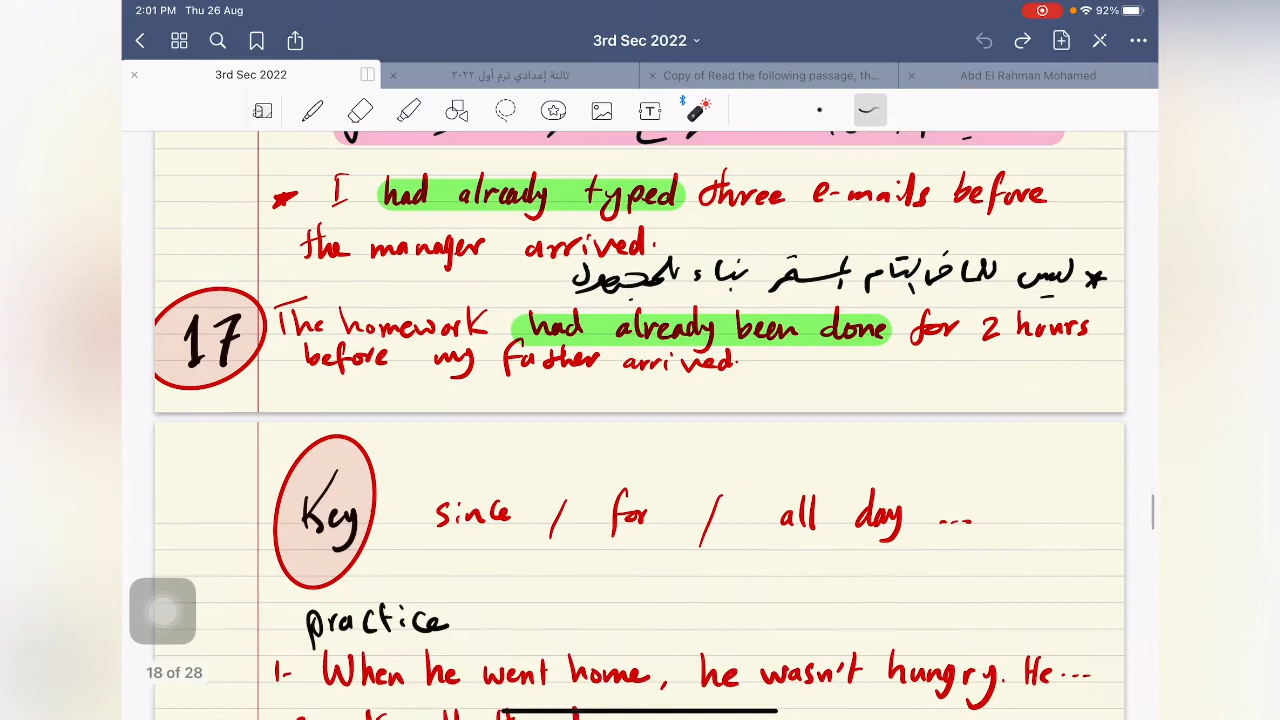 2:01 PM Thu 26 Aug
92%
3rd Sec 2022
3rd Sec 2022
ثالثة إعدادي ترم أول ٢٠٢٢
Copy of Read the following passage, th...
Abd El Rahman Mohamed
* I had already typed three e-mails before
the manager arrived.
* ليس للماضى التام المستمر بناء للمجهول
17 The homework had already been done for 2 hours
before my father arrived.
Key since / for / all day ...
practice
18 of 28
1- When he went home, he wasn't hungry. He...